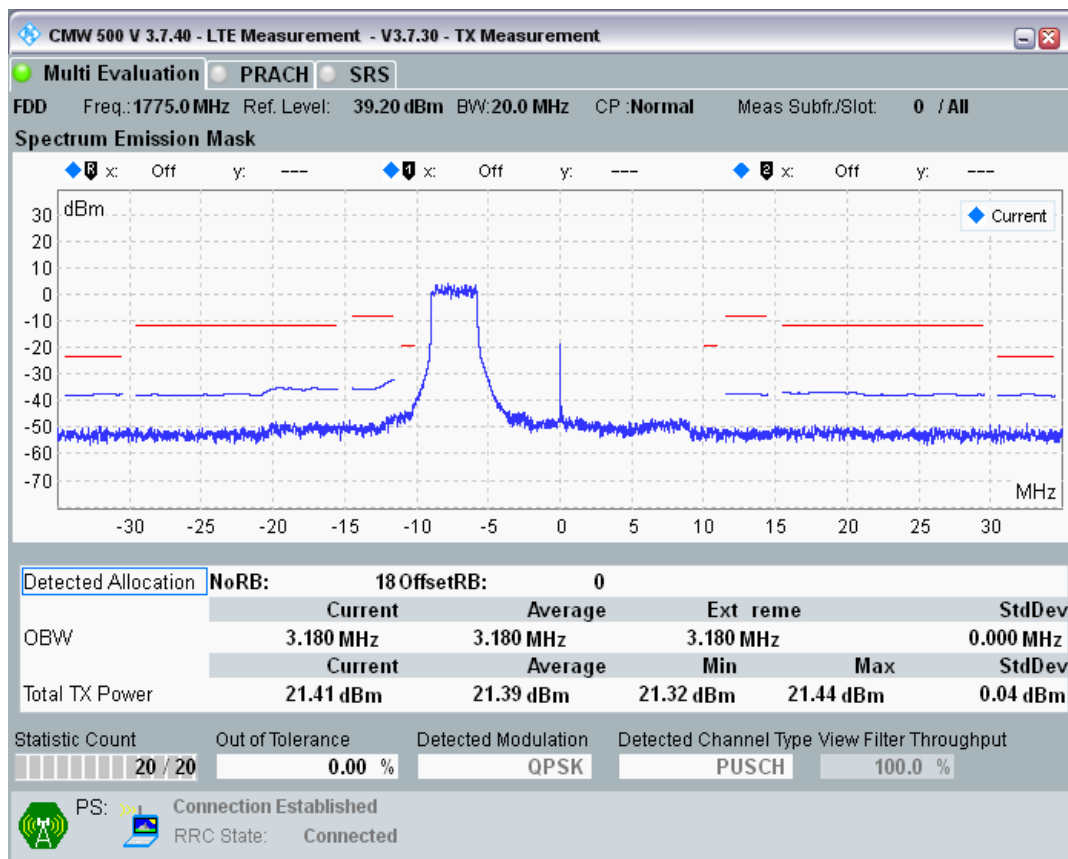 CMW 500 V 3.7.40 - LTE Measurement - V3.7.30 - TX Measurement
Multi Evaluation PRACH SRS
FDD Freq.:1775.0 MHz Ref. Level: 39.20 dBm BW:20.0 MHz CP :Normal Meas Subfr./Slot: 0 / All
Spectrum Emission Mask
R x: Off y: --- 1 x: Off y: --- 2 x: Off y: ---
dBm
Current
30
20
10
0
-10
-20
-30
-40
-50
-60
-70
MHz
-30 -25 -20 -15 -10 -5 0 5 10 15 20 25 30
Detected Allocation NoRB: 18 OffsetRB: 0
Current Average Ext reme StdDev
OBW 3.180 MHz 3.180 MHz 3.180 MHz 0.000 MHz
Current Average Min Max StdDev
Total TX Power 21.41 dBm 21.39 dBm 21.32 dBm 21.44 dBm 0.04 dBm
Statistic Count Out of Tolerance Detected Modulation Detected Channel Type View Filter Throughput
20 / 20 0.00 % QPSK PUSCH 100.0 %
PS: Connection Established
RRC State: Connected